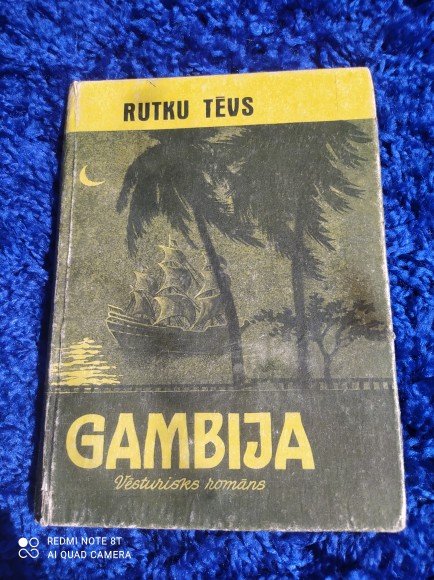 RUTKU TĒVS
GAMBIJA
Vēsturisks romāns
REDMI NOTE 8T
AI QUAD CAMERA